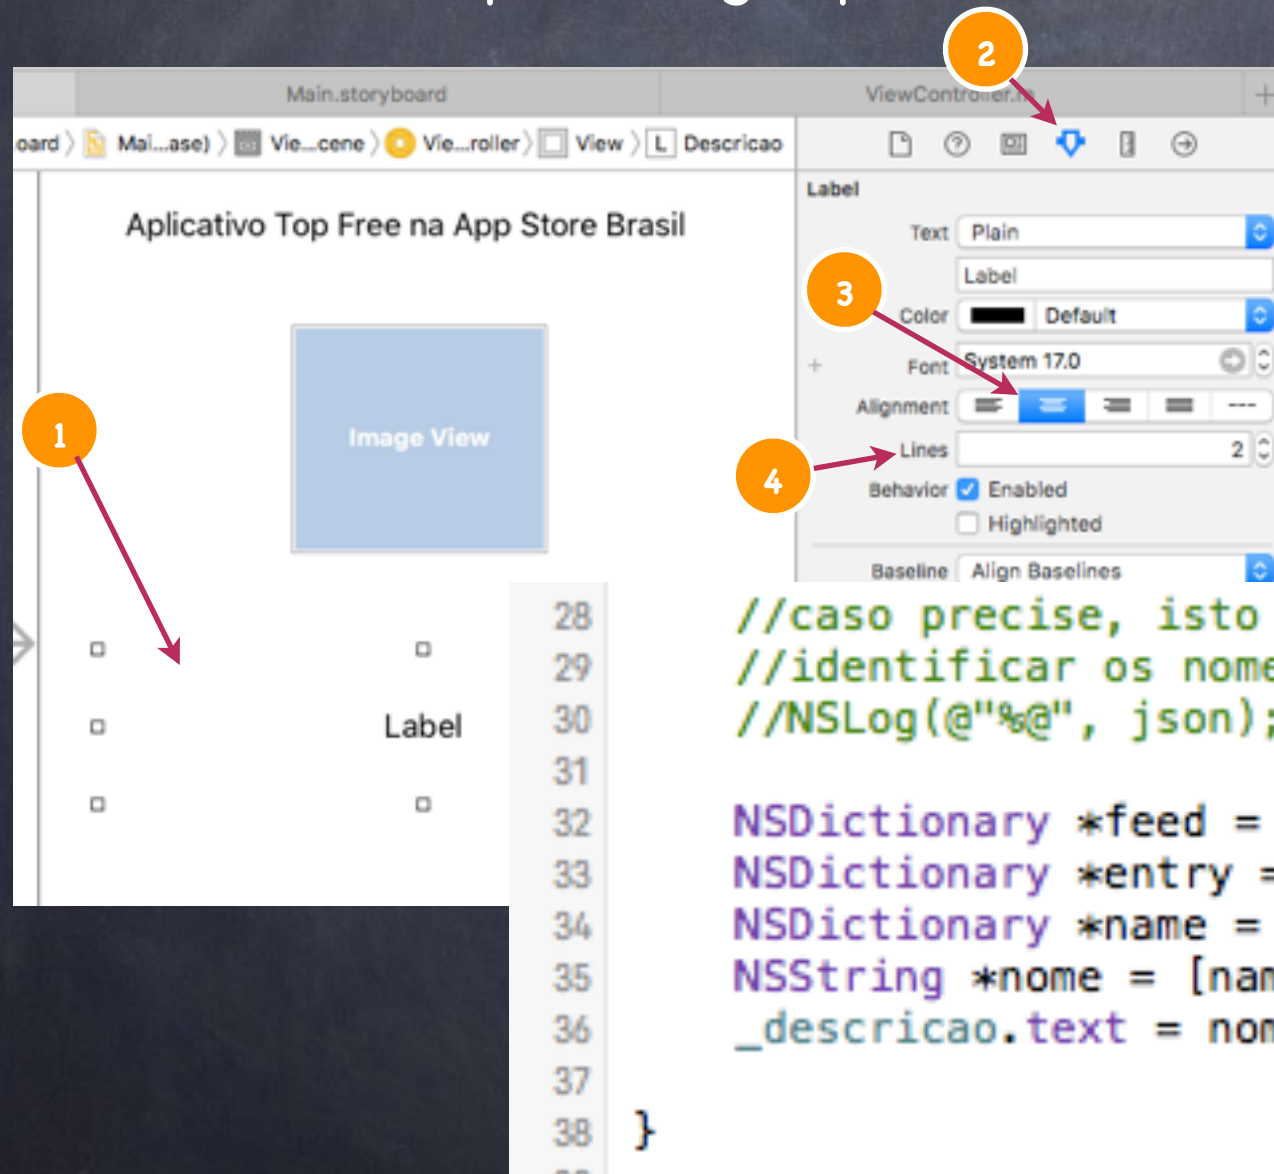 2
Main.storyboard
ViewController.m
oard 〉 Mai...ase) 〉 Vie...cene 〉 Vie...roller 〉 View 〉 L Descricao
Label
Aplicativo Top Free na App Store Brasil
Text Plain
Label
3
Color Default
Font System 17.0
Alignment
1
Image View
Lines 2
4
Behavior Enabled
Highlighted
Baseline Align Baselines
Label
28 //caso precise, isto
29 //identificar os nome
30 //NSLog(@"%@", json);
31
32 NSDictionary *feed =
33 NSDictionary *entry =
34 NSDictionary *name =
35 NSString *nome = [nam
36 _descricao.text = nom
37
38 }